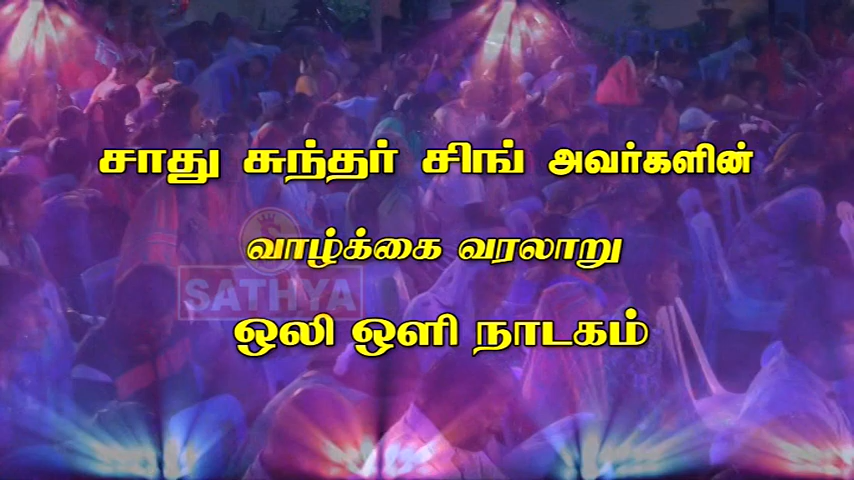 சாது சுந்தர் சிங் அவர்களின்
வாழ்க்கை வரலாறு
SATHYA
ஒலி ஒளி நாடகம்